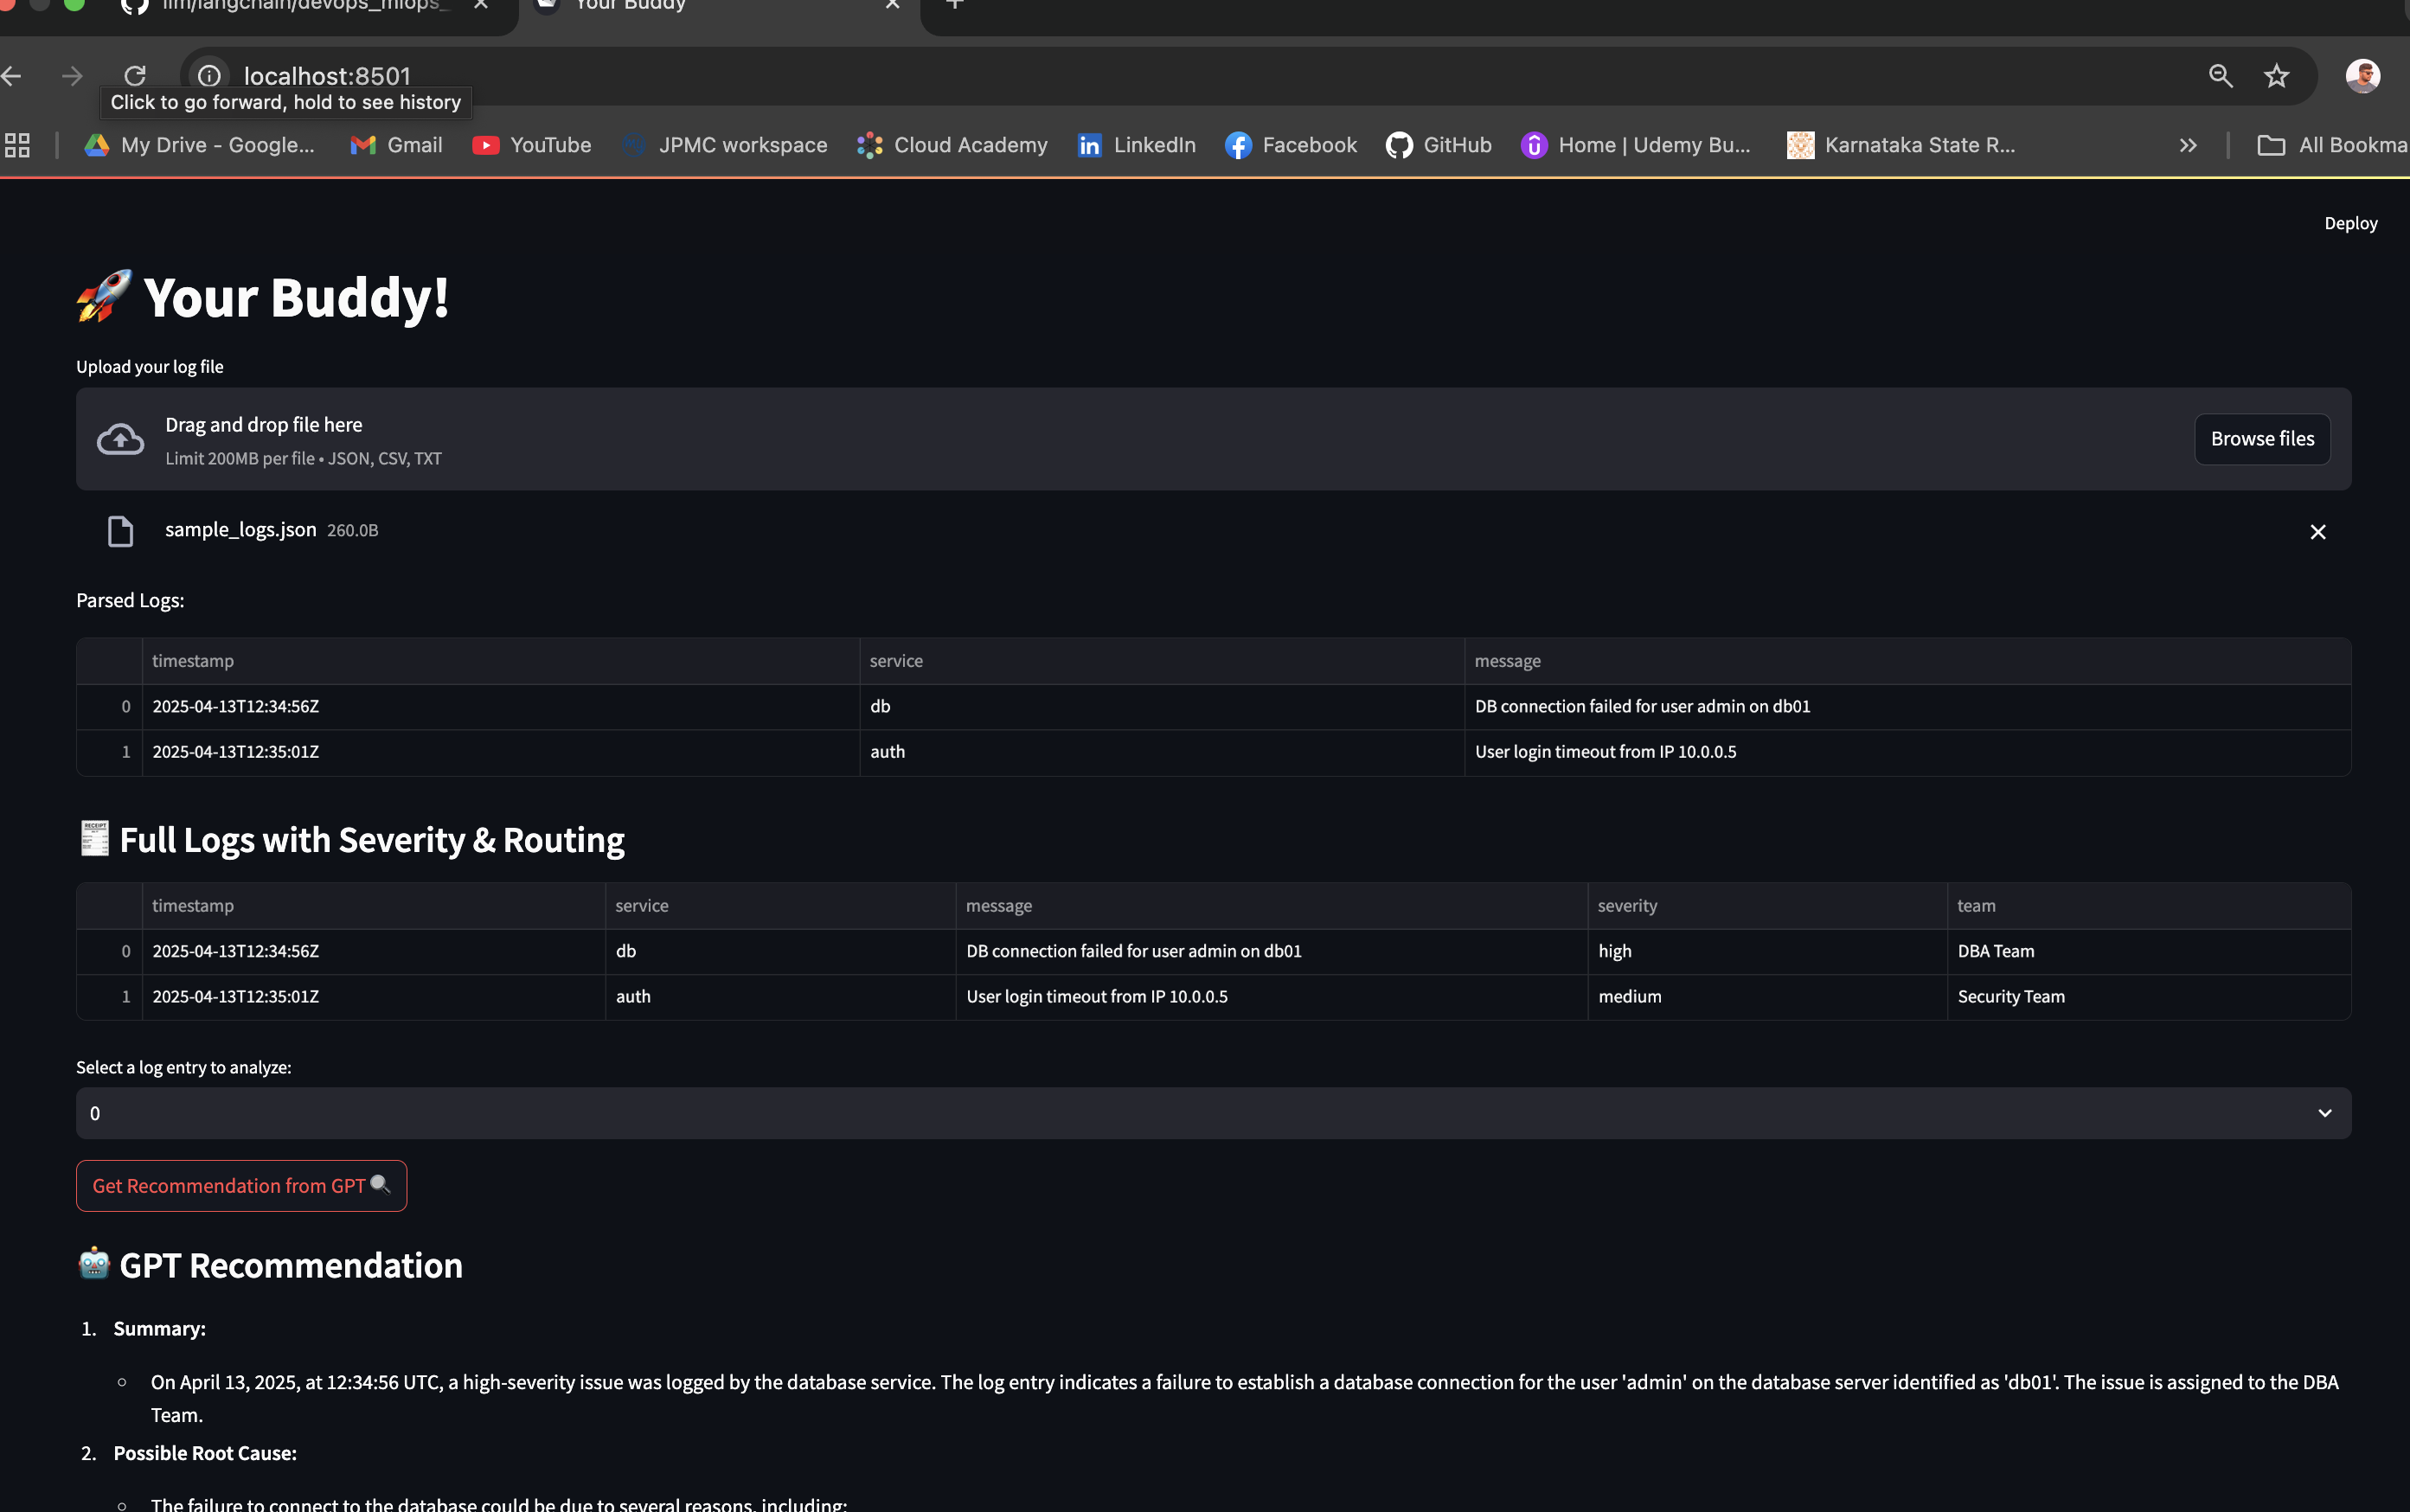 llm/langchain/devops_mlops_
Your Buddy
localhost:8501
Click to go forward, hold to see history
My Drive - Google...
Gmail
YouTube
JPMC workspace
Cloud Academy
LinkedIn
Facebook
GitHub
Home | Udemy Bu...
Karnataka State R...
All Bookma
Deploy
Your Buddy!
Upload your log file
Drag and drop file here
Limit 200MB per file • JSON, CSV, TXT
Browse files
sample_logs.json 260.0B
Parsed Logs:
timestamp service message
0 2025-04-13T12:34:56Z db DB connection failed for user admin on db01
1 2025-04-13T12:35:01Z auth User login timeout from IP 10.0.0.5
Full Logs with Severity & Routing
timestamp service message severity team
0 2025-04-13T12:34:56Z db DB connection failed for user admin on db01 high DBA Team
1 2025-04-13T12:35:01Z auth User login timeout from IP 10.0.0.5 medium Security Team
Select a log entry to analyze:
0
Get Recommendation from GPT
GPT Recommendation
1. Summary:
On April 13, 2025, at 12:34:56 UTC, a high-severity issue was logged by the database service. The log entry indicates a failure to establish a database connection for the user 'admin' on the database server identified as 'db01'. The issue is assigned to the DBA
Team.
2. Possible Root Cause:
The failure to connect to the database could be due to several reasons, including: